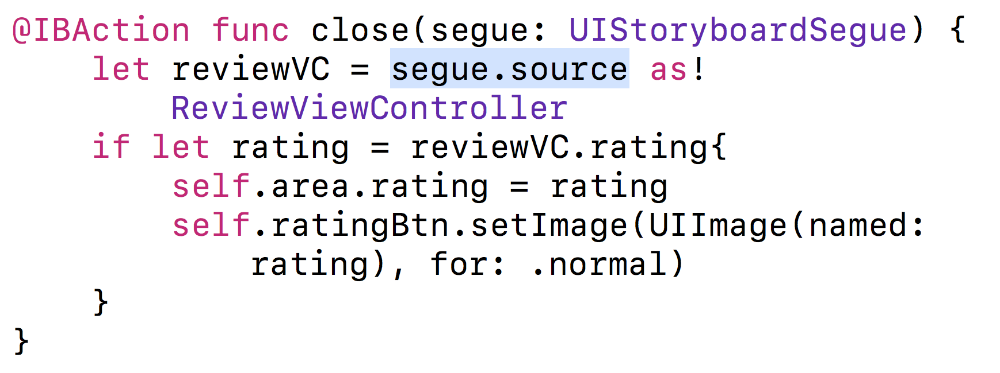 @IBAction func close(segue: UIStoryboardSegue) {
let reviewVC = segue.source as!
ReviewViewController
if let rating = reviewVC.rating{
self.area.rating = rating
self.ratingBtn.setImage(UIImage(named:
rating), for: .normal)
}
}